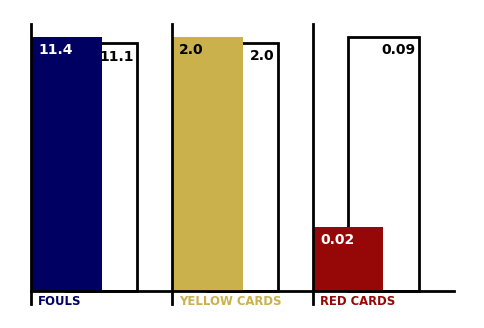 11.4
11.1
2.0
2.0
0.09
0.02
FOULS
YELLOW CARDS
RED CARDS